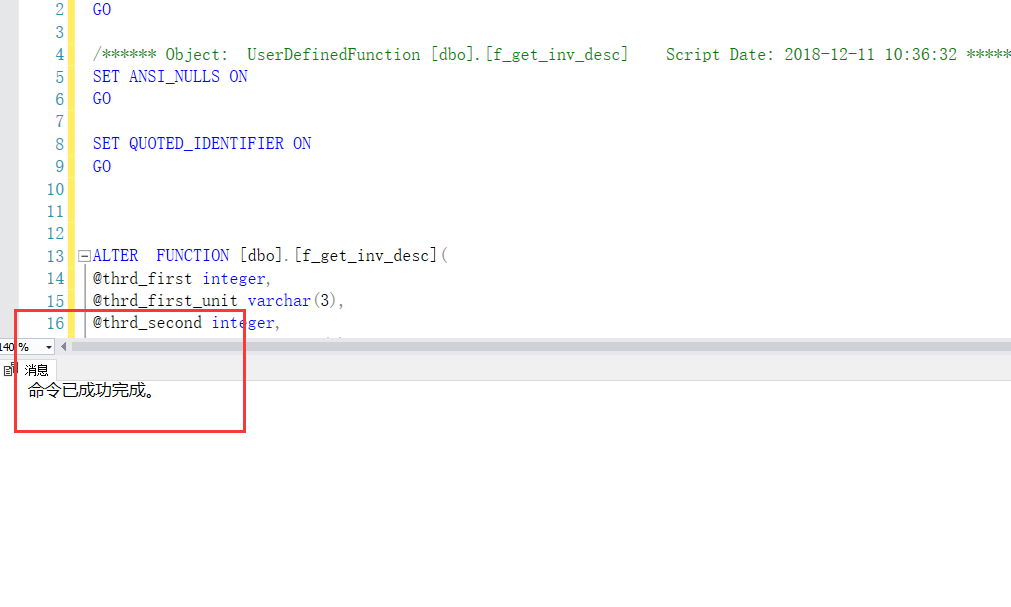 2 GO
3
4 /****** Object:  UserDefinedFunction [dbo].[f_get_inv_desc]    Script Date: 2018-12-11 10:36:32 *****
5 SET ANSI_NULLS ON
6 GO
7
8 SET QUOTED_IDENTIFIER ON
9 GO
10
11
12
13 ALTER  FUNCTION [dbo].[f_get_inv_desc](
14 @thrd_first integer,
15 @thrd_first_unit varchar(3),
16 @thrd_second integer,
140 %
消息
命令已成功完成。